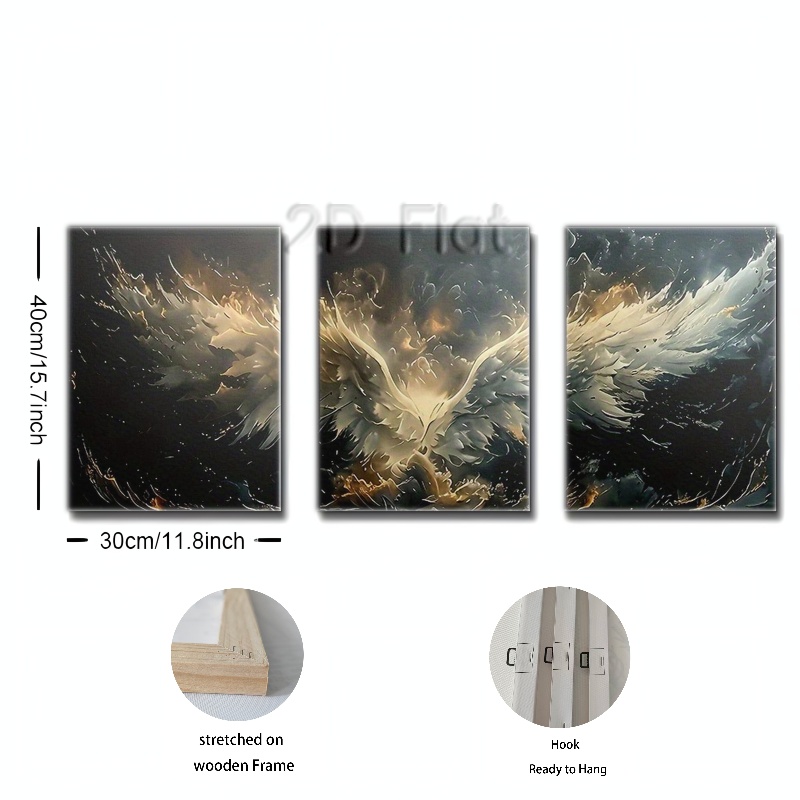 2D Flat
40cm/15.7inch
30cm/11.8inch
stretched on
wooden Frame
Hook
Ready to Hang